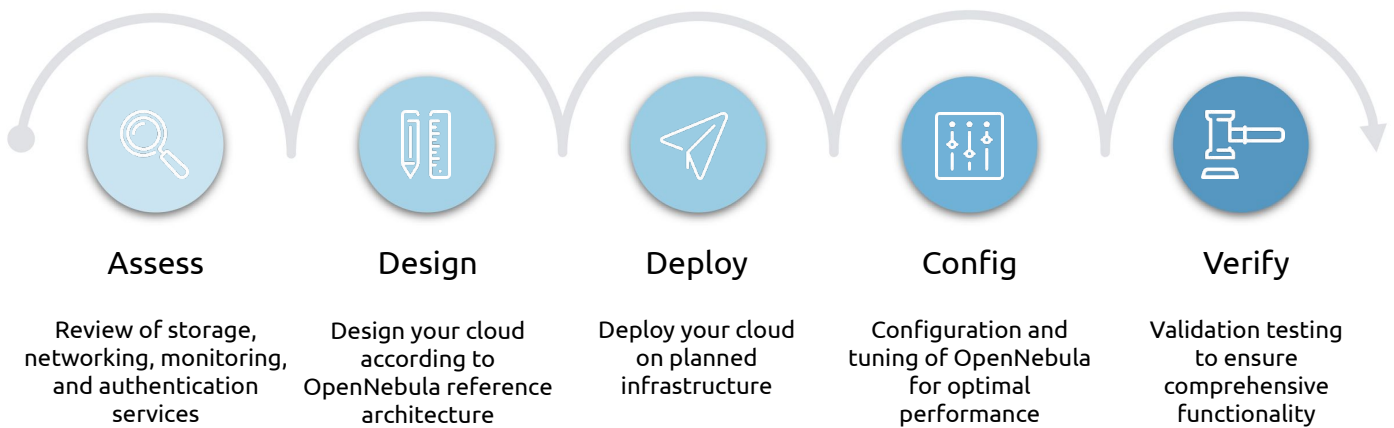 Assess
Review of storage,
networking, monitoring,
and authentication
services
Design
Design your cloud
according to
OpenNebula reference
architecture
Deploy
Deploy your cloud
on planned
infrastructure
Config
Configuration and
tuning of OpenNebula
for optimal
performance
Verify
Validation testing
to ensure
comprehensive
functionality